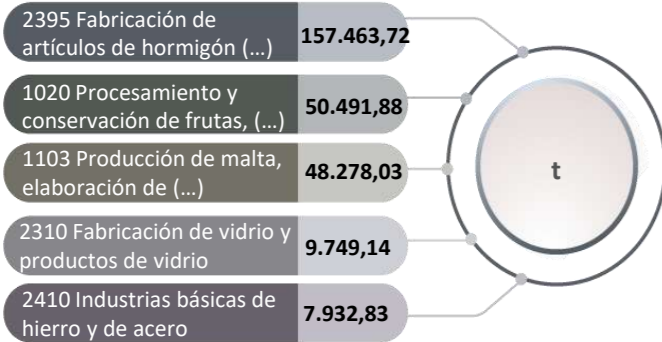 2395 Fabricación de
artículos de hormigón (...)
157.463,72
1020 Procesamiento y
conservación de frutas, (...)
50.491,88
1103 Producción de malta,
elaboración de (...)
48.278,03
2310 Fabricación de vidrio y
productos de vidrio
9.749,14
2410 Industrias básicas de
hierro y de acero
7.932,83
t